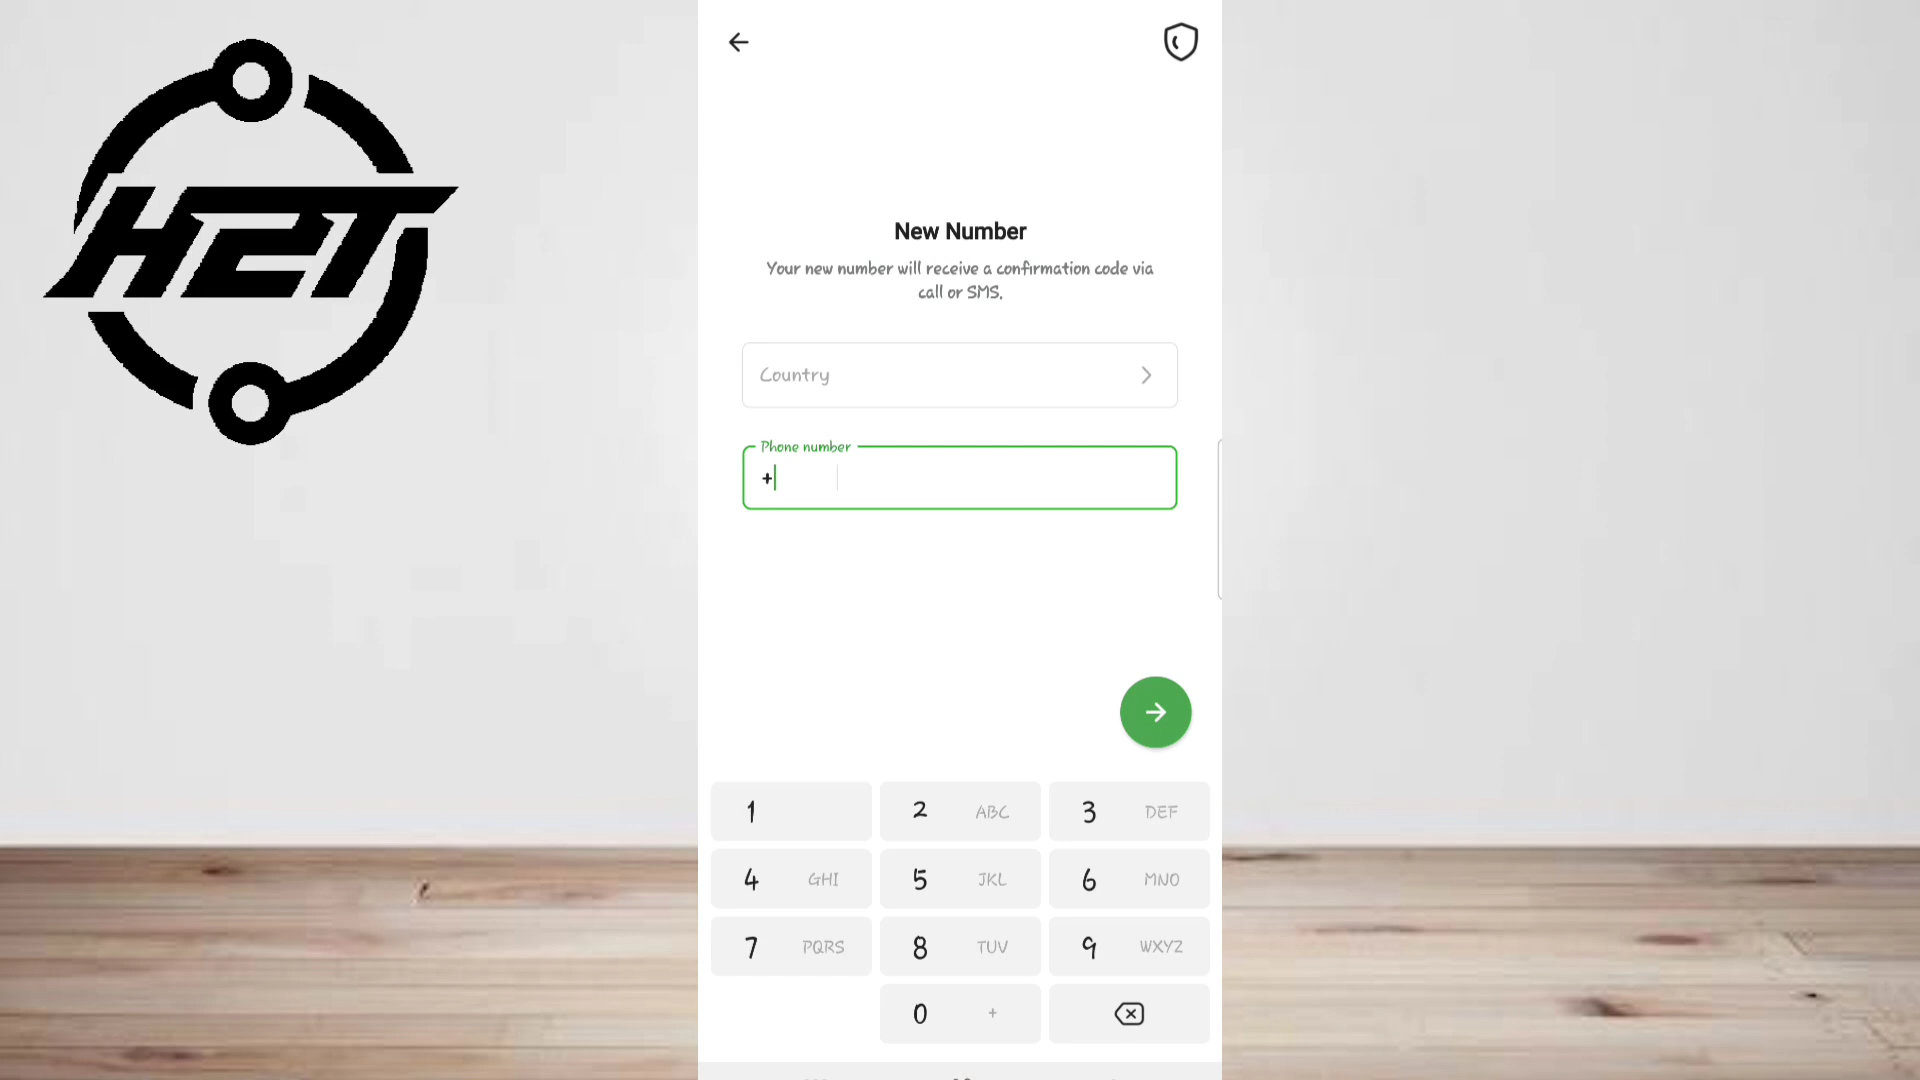 H2T
New Number
Your new number will receive a confirmation code via
call or SMS.
Country
Phone number
+
1
2 ABC
3 DEF
4 GHI
5 JKL
6 MNO
7 PQRS
8 TUV
9 WXYZ
0 +